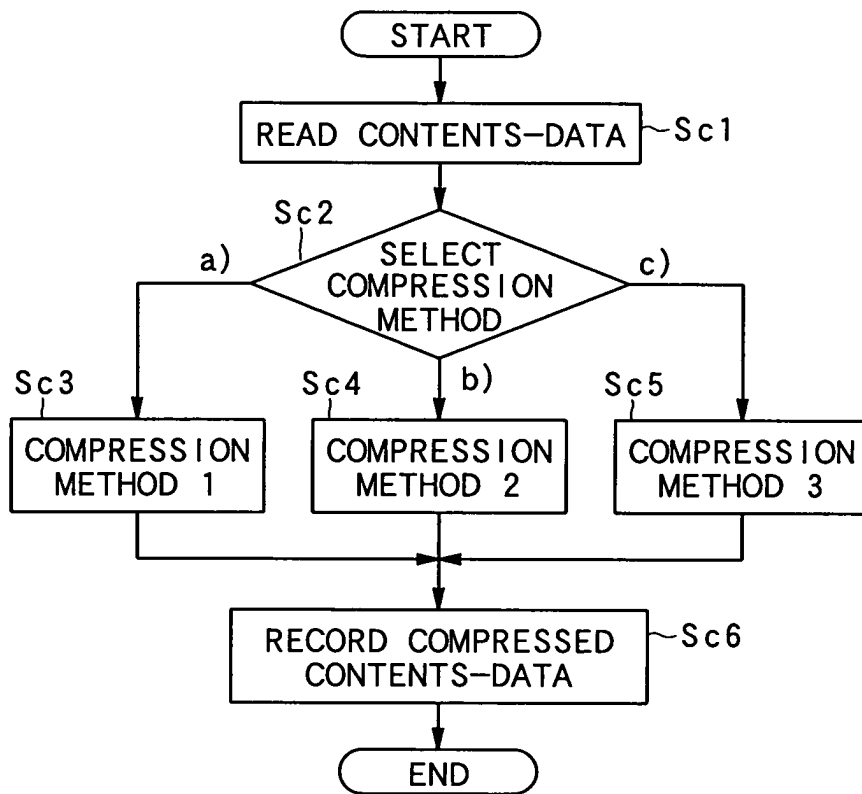 START
READ CONTENTS-DATA
Sc1
Sc2
a)
SELECT
COMPRESSION
METHOD
c)
b)
Sc3
COMPRESSION
METHOD 1
Sc4
COMPRESSION
METHOD 2
Sc5
COMPRESSION
METHOD 3
RECORD COMPRESSED
CONTENTS-DATA
Sc6
END